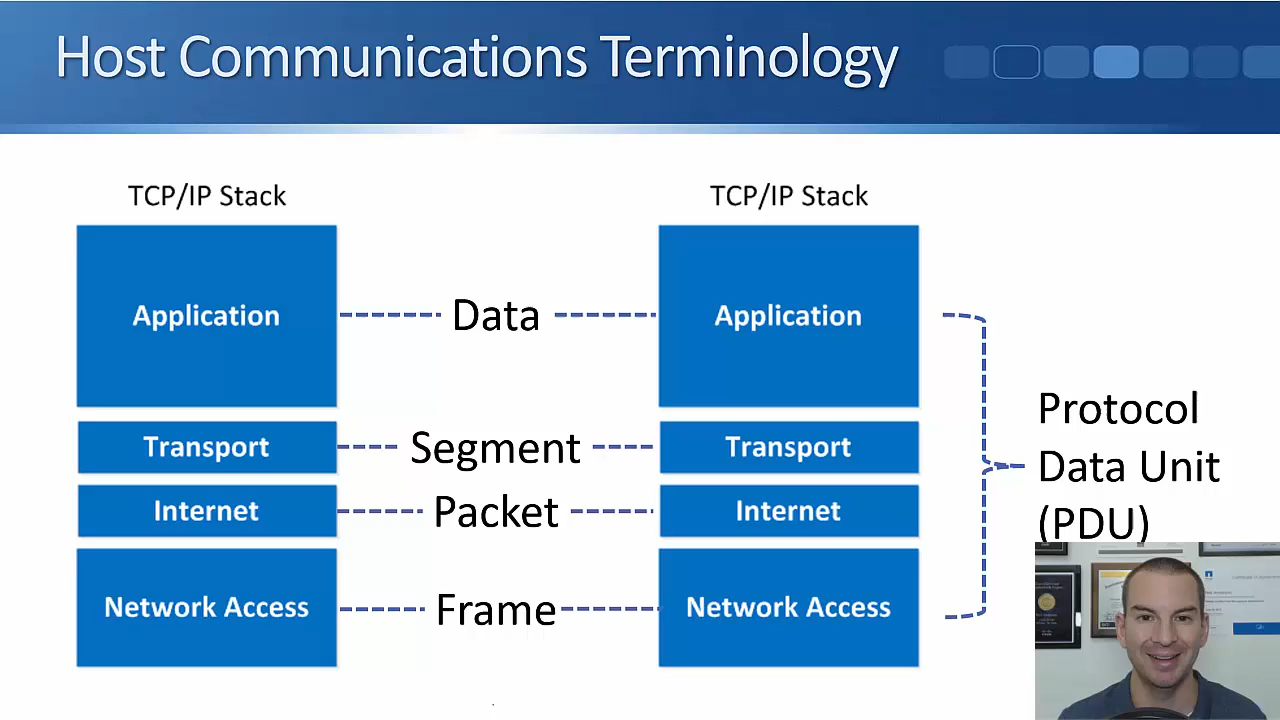 Host Communications Terminology
TCP/IP Stack
TCP/IP Stack
Application
Data
Application
Transport
Segment
Transport
Internet
Packet
Internet
Network Access
Frame
Network Access
Protocol
Data Unit
(PDU)